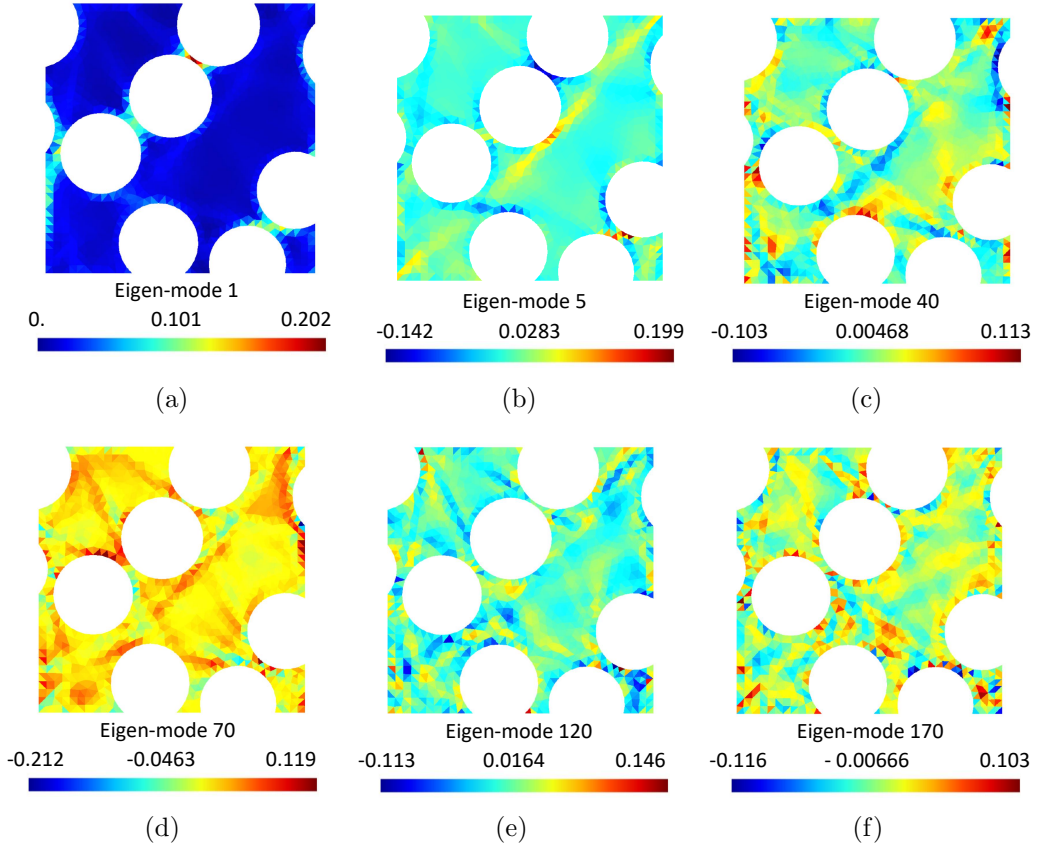 Eigen-mode 1
0. 0.101 0.202
(a)
Eigen-mode 5
-0.142 0.0283 0.199
(b)
Eigen-mode 40
-0.103 0.00468 0.113
(c)
Eigen-mode 70
-0.212 -0.0463 0.119
(d)
Eigen-mode 120
-0.113 0.0164 0.146
(e)
Eigen-mode 170
-0.116 -0.00666 0.103
(f)